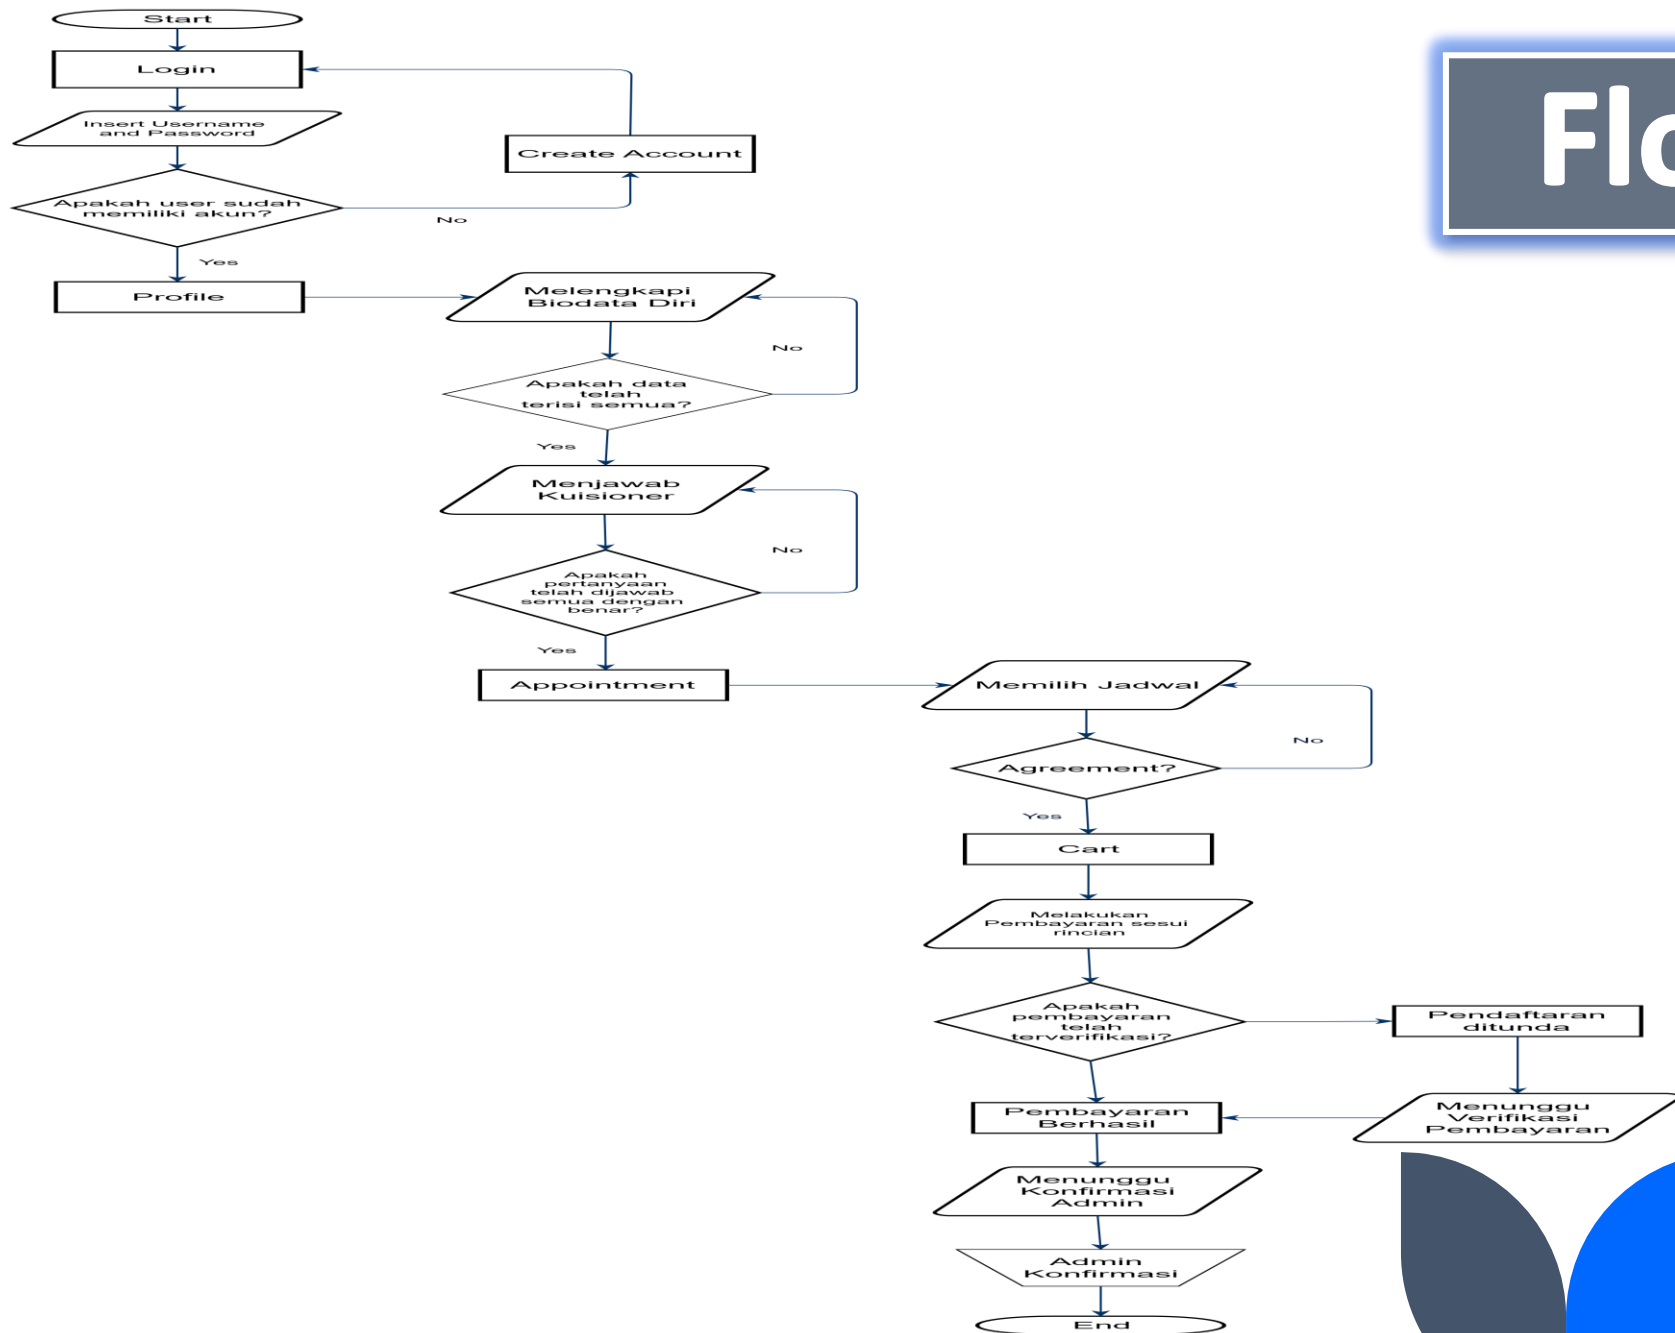 Start
Login
Insert Username
and Password
Create Account
Apakah user sudah
memiliki akun?
No
Yes
Profile
Melengkapi
Biodata Diri
No
Apakah data
telah
terisi semua?
Yes
Menjawab
Kuisioner
No
Apakah
pertanyaan
telah dijawab
semua dengan
benar?
Yes
Appointment
Memilih Jadwal
No
Agreement?
Yes
Cart
Melakukan
Pembayaran sesui
rincian
Apakah
pembayaran
telah
terverifikasi?
Pendaftaran
ditunda
Pembayaran
Berhasil
Menunggu
Verifikasi
Pembayaran
Menunggu
Konfirmasi
Admin
Admin
Konfirmasi
End
Flo